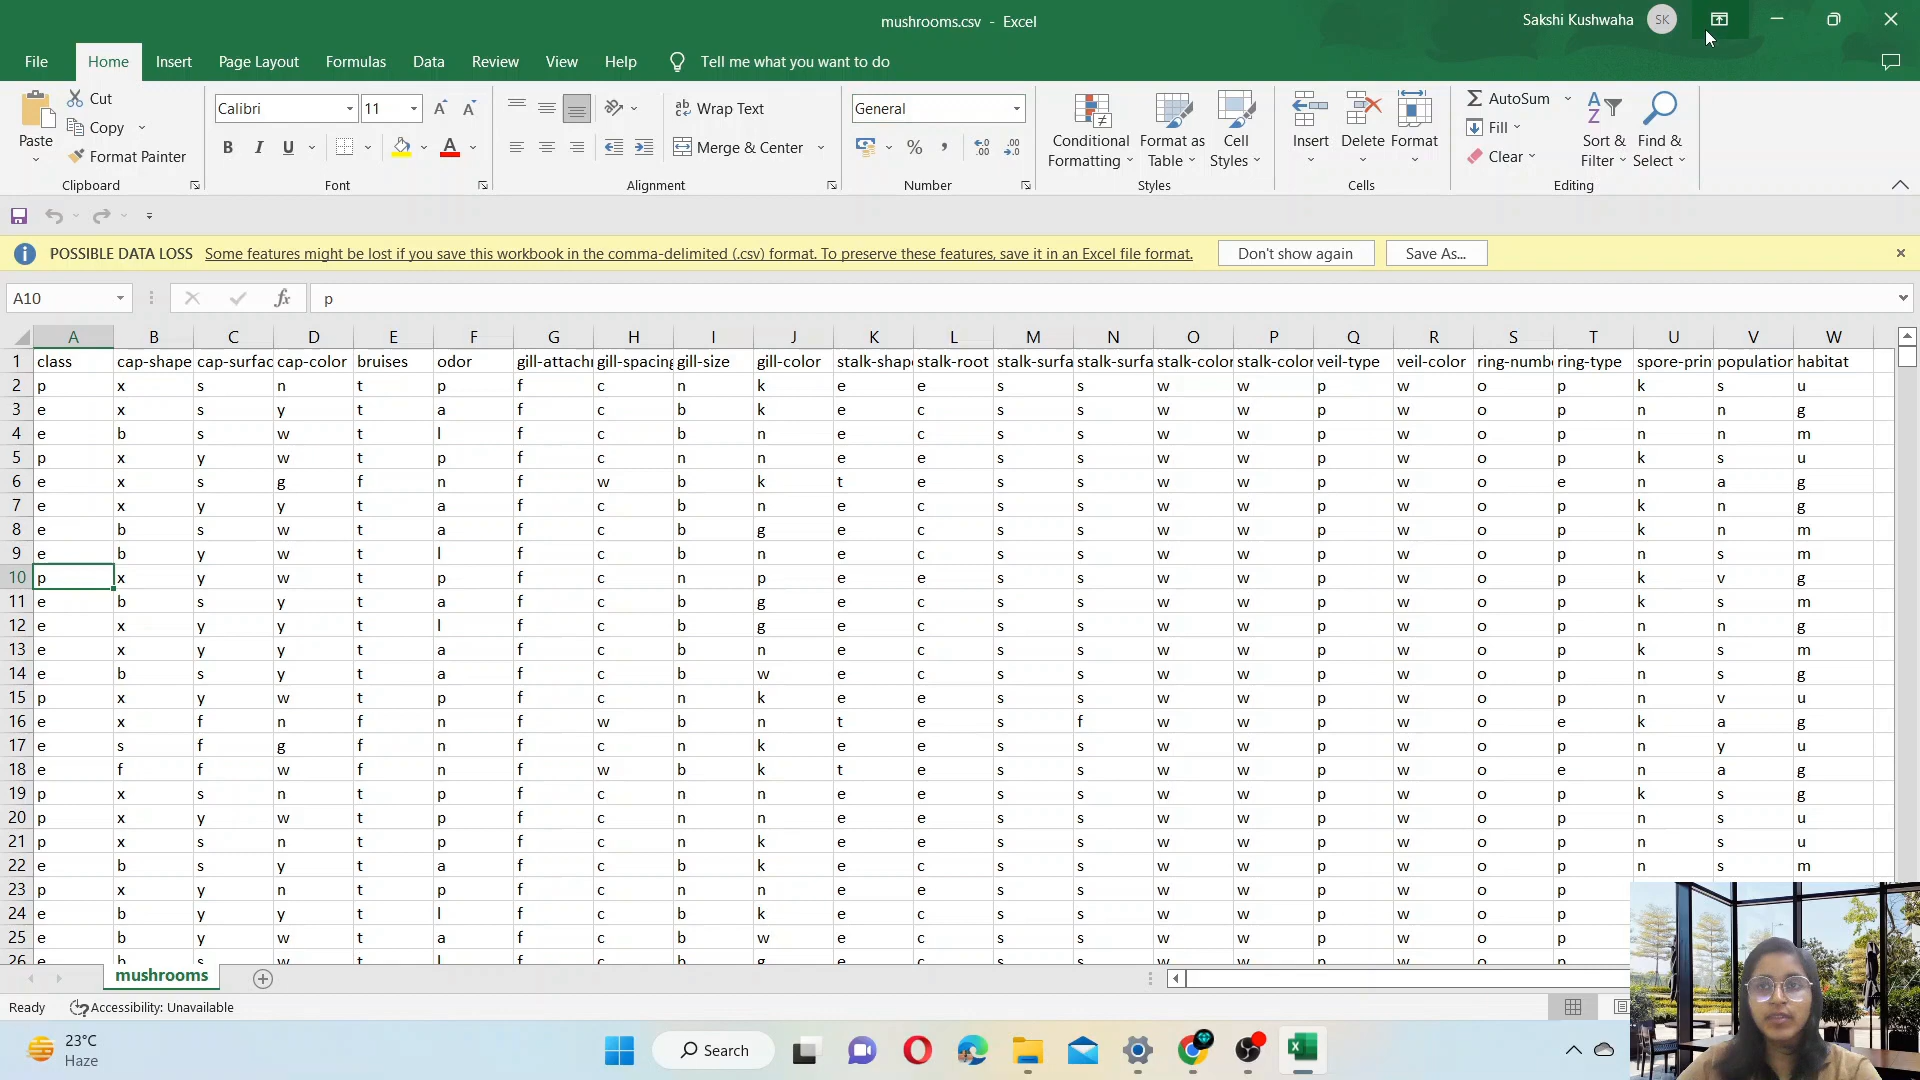 mushrooms.csv - Excel
Sakshi Kushwaha SK
File Home Insert Page Layout Formulas Data Review View Help Tell me what you want to do
Paste Cut Copy Format Painter Clipboard
Calibri 11 A A B I U A Font
ab Wrap Text Merge & Center Alignment
General % , Number
Conditional Formatting Format as Table Cell Styles Styles
Insert Delete Format Cells
AutoSum Fill Clear Sort & Filter Find & Select Editing
POSSIBLE DATA LOSS Some features might be lost if you save this workbook in the comma-delimited (.csv) format. To preserve these features, save it in an Excel file format. Don't show again Save As...
A10 fx p
A B C D E F G H I J K L M N O P Q R S T U V W
1 class cap-shape cap-surfac cap-color bruises odor gill-attachi gill-spacing gill-size gill-color stalk-shape stalk-root stalk-surfa stalk-surfa stalk-color stalk-color veil-type veil-color ring-numbe ring-type spore-prin population habitat
2 p x s n t p f c n k e e s s w w p w o p k s u
3 e x s y t a f c b k e c s s w w p w o p n n g
4 e b s w t l f c b n e c s s w w p w o p n n m
5 p x y w t p f c n n e e s s w w p w o p k s u
6 e x s g f n f w b k t e s s w w p w o e n a g
7 e x y y t a f c b n e c s s w w p w o p k n g
8 e b s w t a f c b g e c s s w w p w o p k n m
9 e b y w t l f c b n e c s s w w p w o p n s m
10 p x y w t p f c n p e e s s w w p w o p k v g
11 e b s y t a f c b g e c s s w w p w o p k s m
12 e x y y t l f c b g e c s s w w p w o p n n g
13 e x y y t a f c b n e c s s w w p w o p k s m
14 e b s y t a f c b w e c s s w w p w o p n s g
15 p x y w t p f c n k e e s s w w p w o p n v u
16 e x f n f n f w b n t e s f w w p w o e k a g
17 e s f g f n f c n k e e s s w w p w o p n y u
18 e f f w f n f w b k t e s s w w p w o e n a g
19 p x s n t p f c n n e e s s w w p w o p k s g
20 p x y w t p f c n n e e s s w w p w o p n s u
21 p x s n t p f c n k e e s s w w p w o p n s u
22 e b s y t a f c b k e c s s w w p w o p n s m
23 p x y n t p f c n n e e s s w w p w o p
24 e b y y t l f c b k e c s s w w p w o p
25 e b y w t a f c b w e c s s w w p w o p
26 e b s w t l f c b g e c s s w w p w o p
mushrooms
Ready Accessibility: Unavailable
23°C
Haze
Search